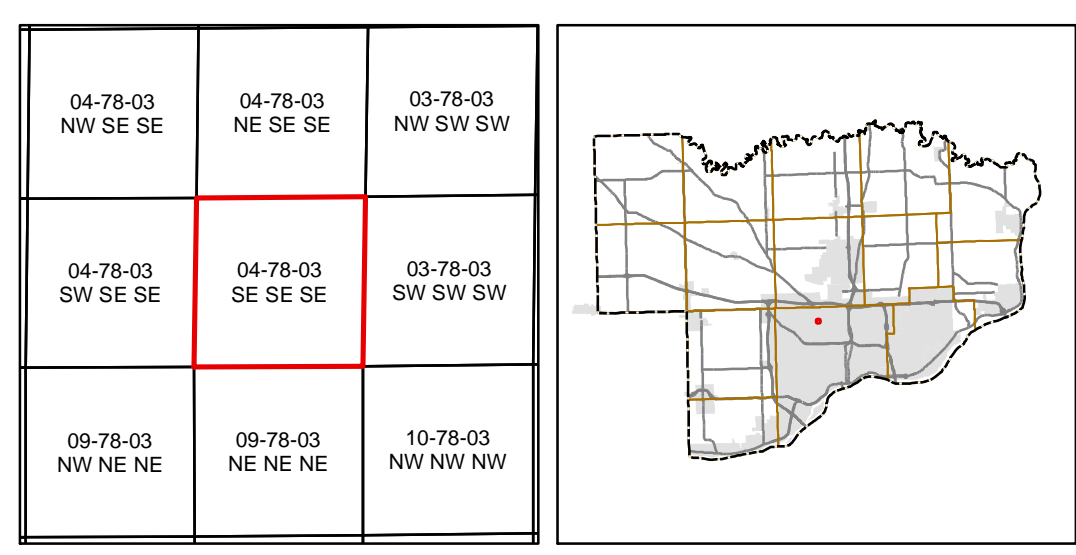 04-78-03
NW SE SE
04-78-03
NE SE SE
03-78-03
NW SW SW
04-78-03
SW SE SE
04-78-03
SE SE SE
03-78-03
SW SW SW
09-78-03
NW NE NE
09-78-03
NE NE NE
10-78-03
NW NW NW